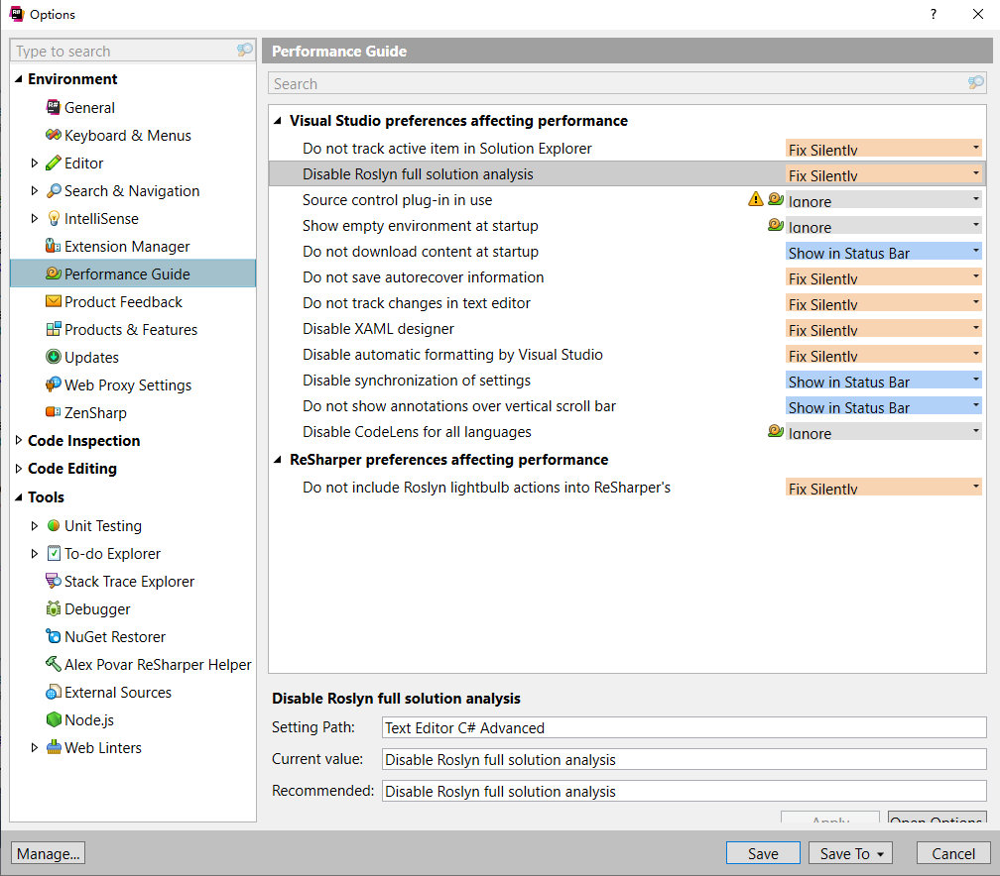 Options
?
Type to search
Environment
General
Keyboard & Menus
Editor
Search & Navigation
IntelliSense
Extension Manager
Performance Guide
Product Feedback
Products & Features
Updates
Web Proxy Settings
ZenSharp
Code Inspection
Code Editing
Tools
Unit Testing
To-do Explorer
Stack Trace Explorer
Debugger
NuGet Restorer
Alex Povar ReSharper Helper
External Sources
Node.js
Web Linters
Performance Guide
Search
Visual Studio preferences affecting performance
Do not track active item in Solution Explorer Fix Silently
Disable Roslyn full solution analysis Fix Silently
Source control plug-in in use Ignore
Show empty environment at startup Ignore
Do not download content at startup Show in Status Bar
Do not save autorecover information Fix Silently
Do not track changes in text editor Fix Silently
Disable XAML designer Fix Silently
Disable automatic formatting by Visual Studio Fix Silently
Disable synchronization of settings Show in Status Bar
Do not show annotations over vertical scroll bar Show in Status Bar
Disable CodeLens for all languages Ignore
ReSharper preferences affecting performance
Do not include Roslyn lightbulb actions into ReSharper's Fix Silently
Disable Roslyn full solution analysis
Setting Path: Text Editor C# Advanced
Current value: Disable Roslyn full solution analysis
Recommended: Disable Roslyn full solution analysis
Apply Open Options
Manage... Save Save To Cancel